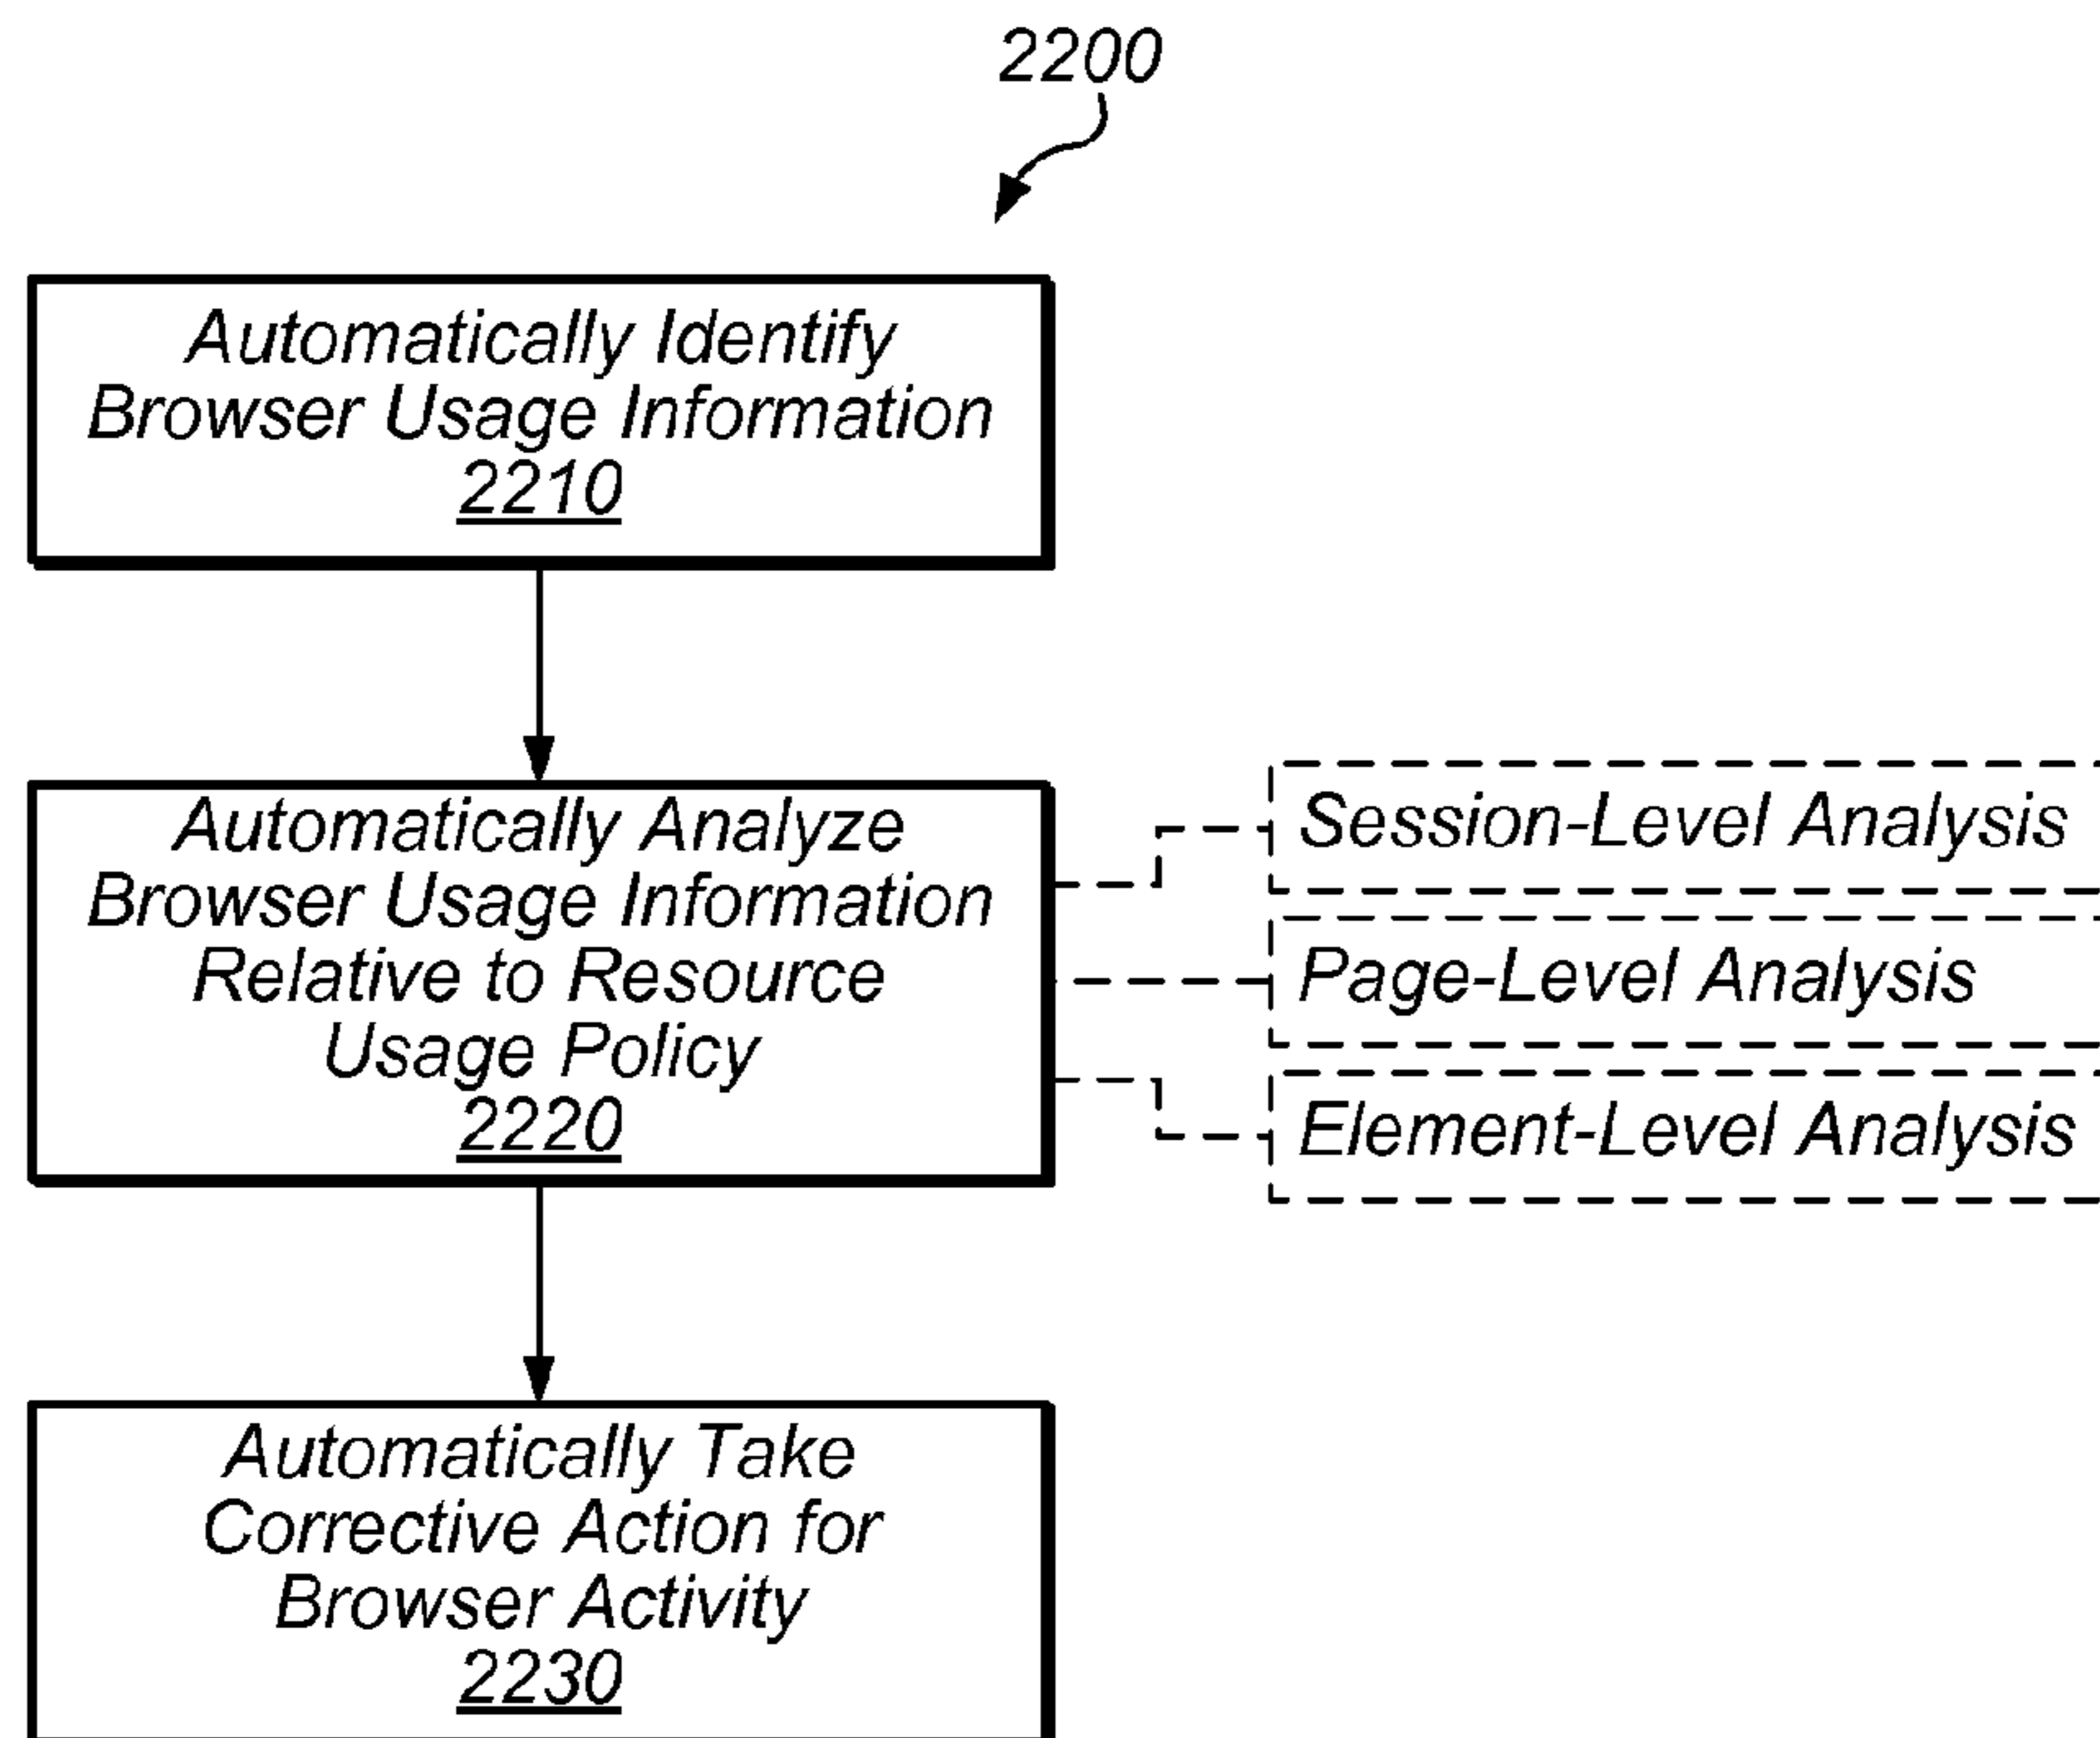 2200
Automatically Identify
Browser Usage Information
2210
Automatically Analyze
Browser Usage Information
Relative to Resource
Usage Policy
2220
Session-Level Analysis
Page-Level Analysis
Element-Level Analysis
Automatically Take
Corrective Action for
Browser Activity
2230